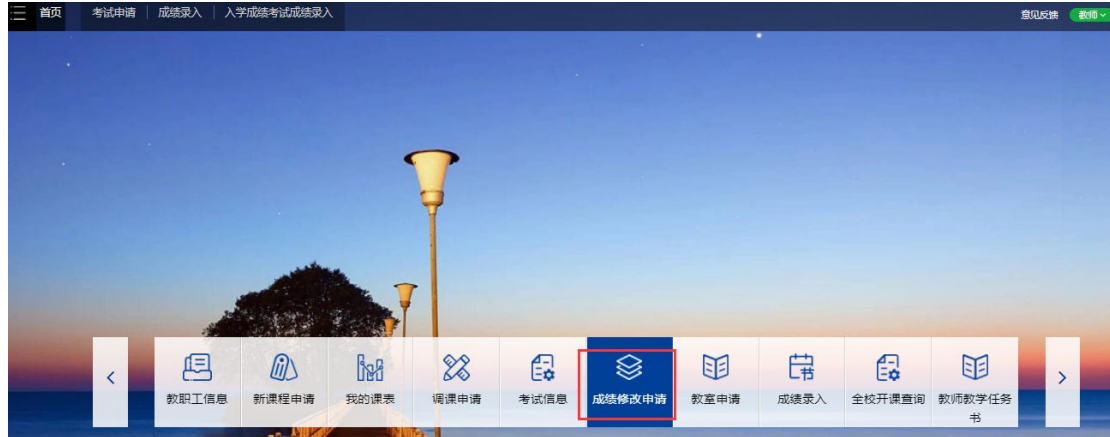 首页 考试申请 成绩录入 入学成绩考试成绩录入 意见反馈 教师
教职工信息 新课程申请 我的课表 调课申请 考试信息 成绩修改申请 教室申请 成绩录入 全校开课查询 教师教学任务
书